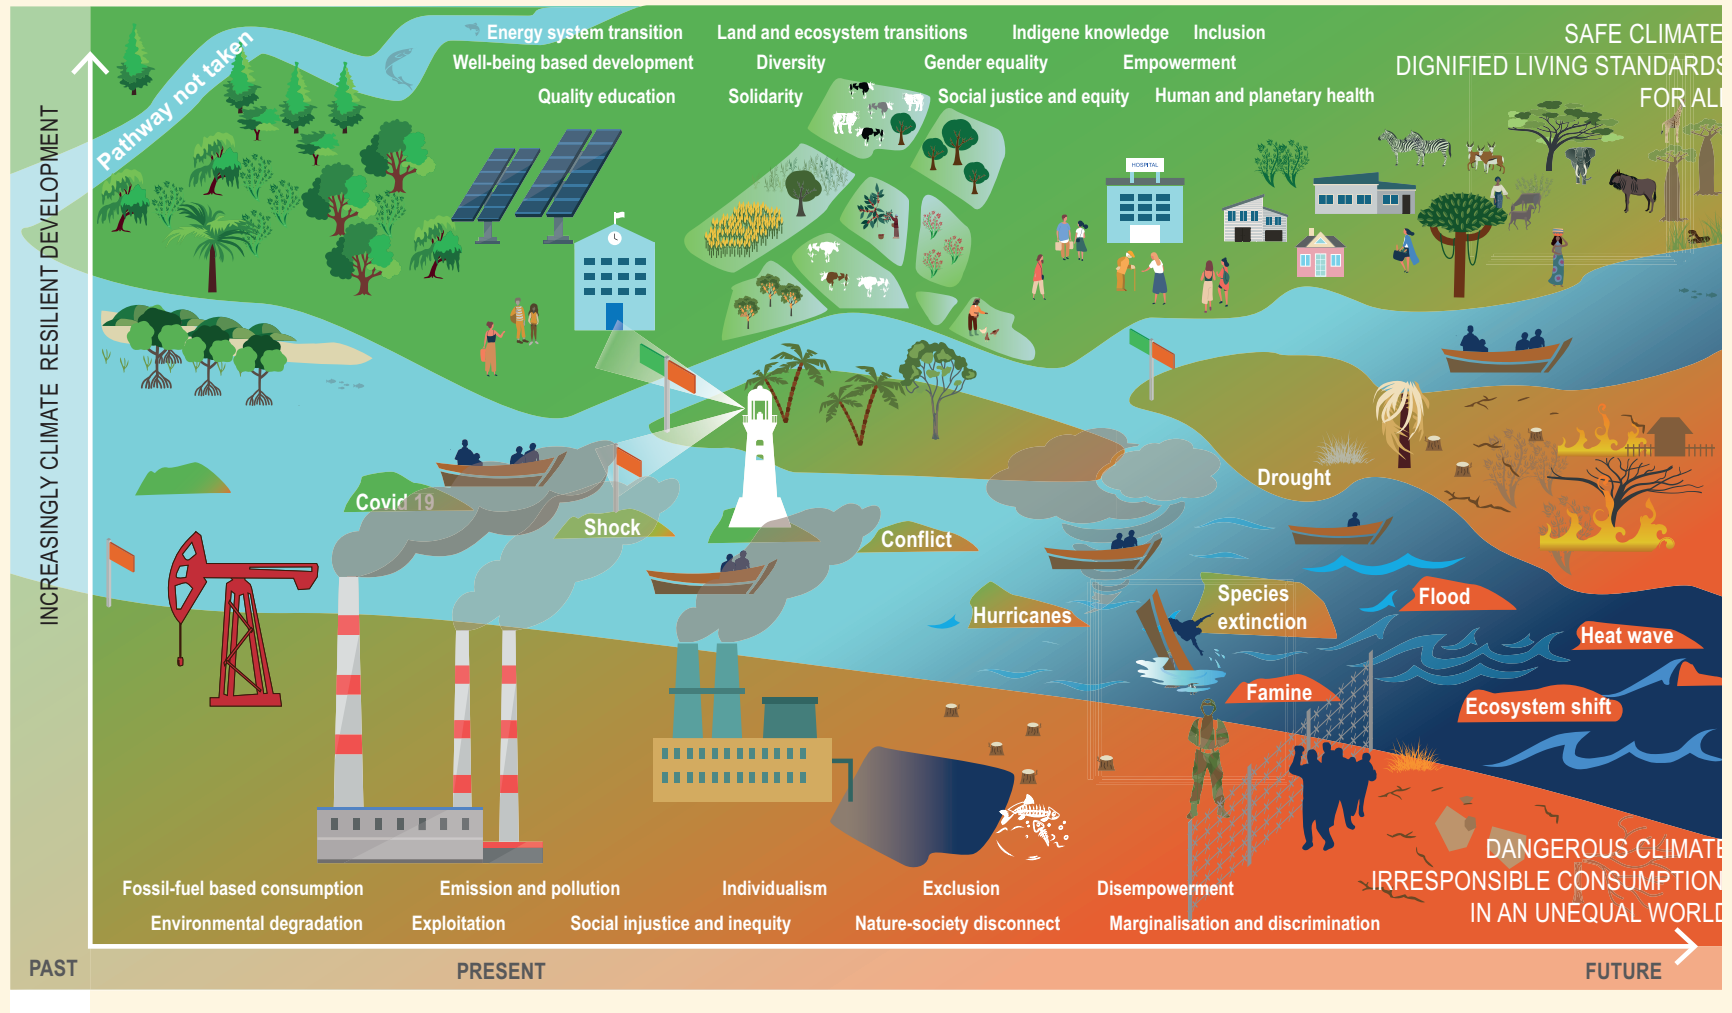 Energy system transition
Land and ecosystem transitions
Indigene knowledge
Inclusion
Well-being based development
Diversity
Gender equality
Empowerment
Quality education
Solidarity
Social justice and equity
Human and planetary health
SAFE CLIMATE
DIGNIFIED LIVING STANDARDS
FOR ALL
Pathway not taken
INCREASINGLY CLIMATE RESILIENT DEVELOPMENT
HOSPITAL
Drought
Covid 19
Shock
Conflict
Hurricanes
Species
extinction
Flood
Heat wave
Famine
Ecosystem shift
DANGEROUS CLIMATE
IRRESPONSIBLE CONSUMPTION
IN AN UNEQUAL WORLD
Fossil-fuel based consumption
Emission and pollution
Individualism
Exclusion
Disempowerment
Environmental degradation
Exploitation
Social injustice and inequity
Nature-society disconnect
Marginalisation and discrimination
PAST
PRESENT
FUTURE